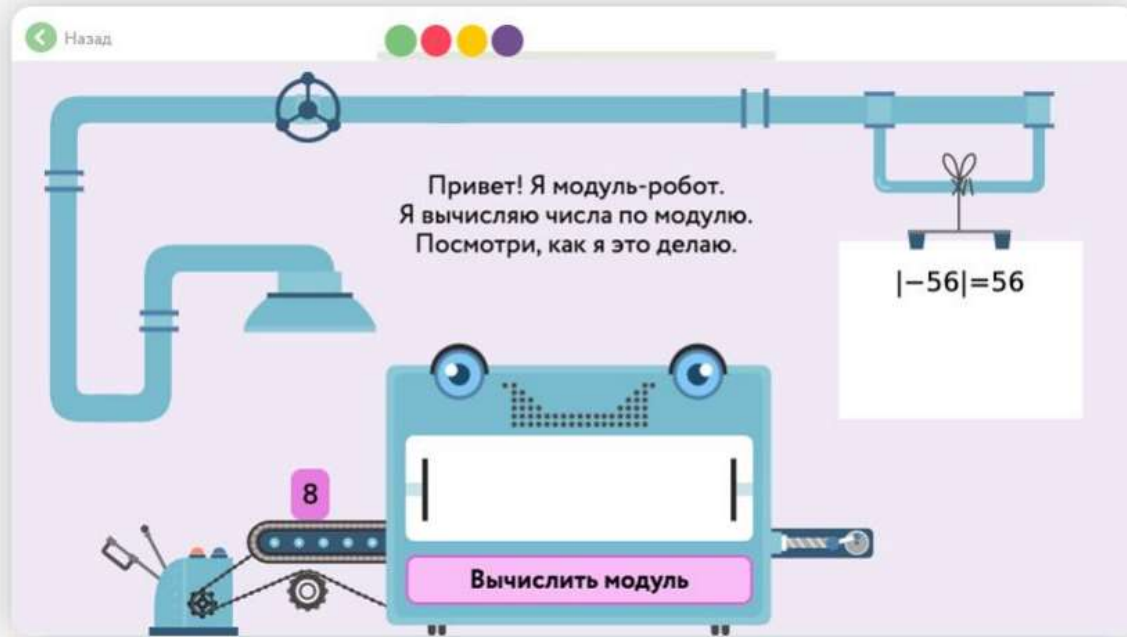 Назад
Привет! Я модуль-робот.
Я вычисляю числа по модулю.
Посмотри, как я это делаю.
|−56|=56
8
Вычислить модуль